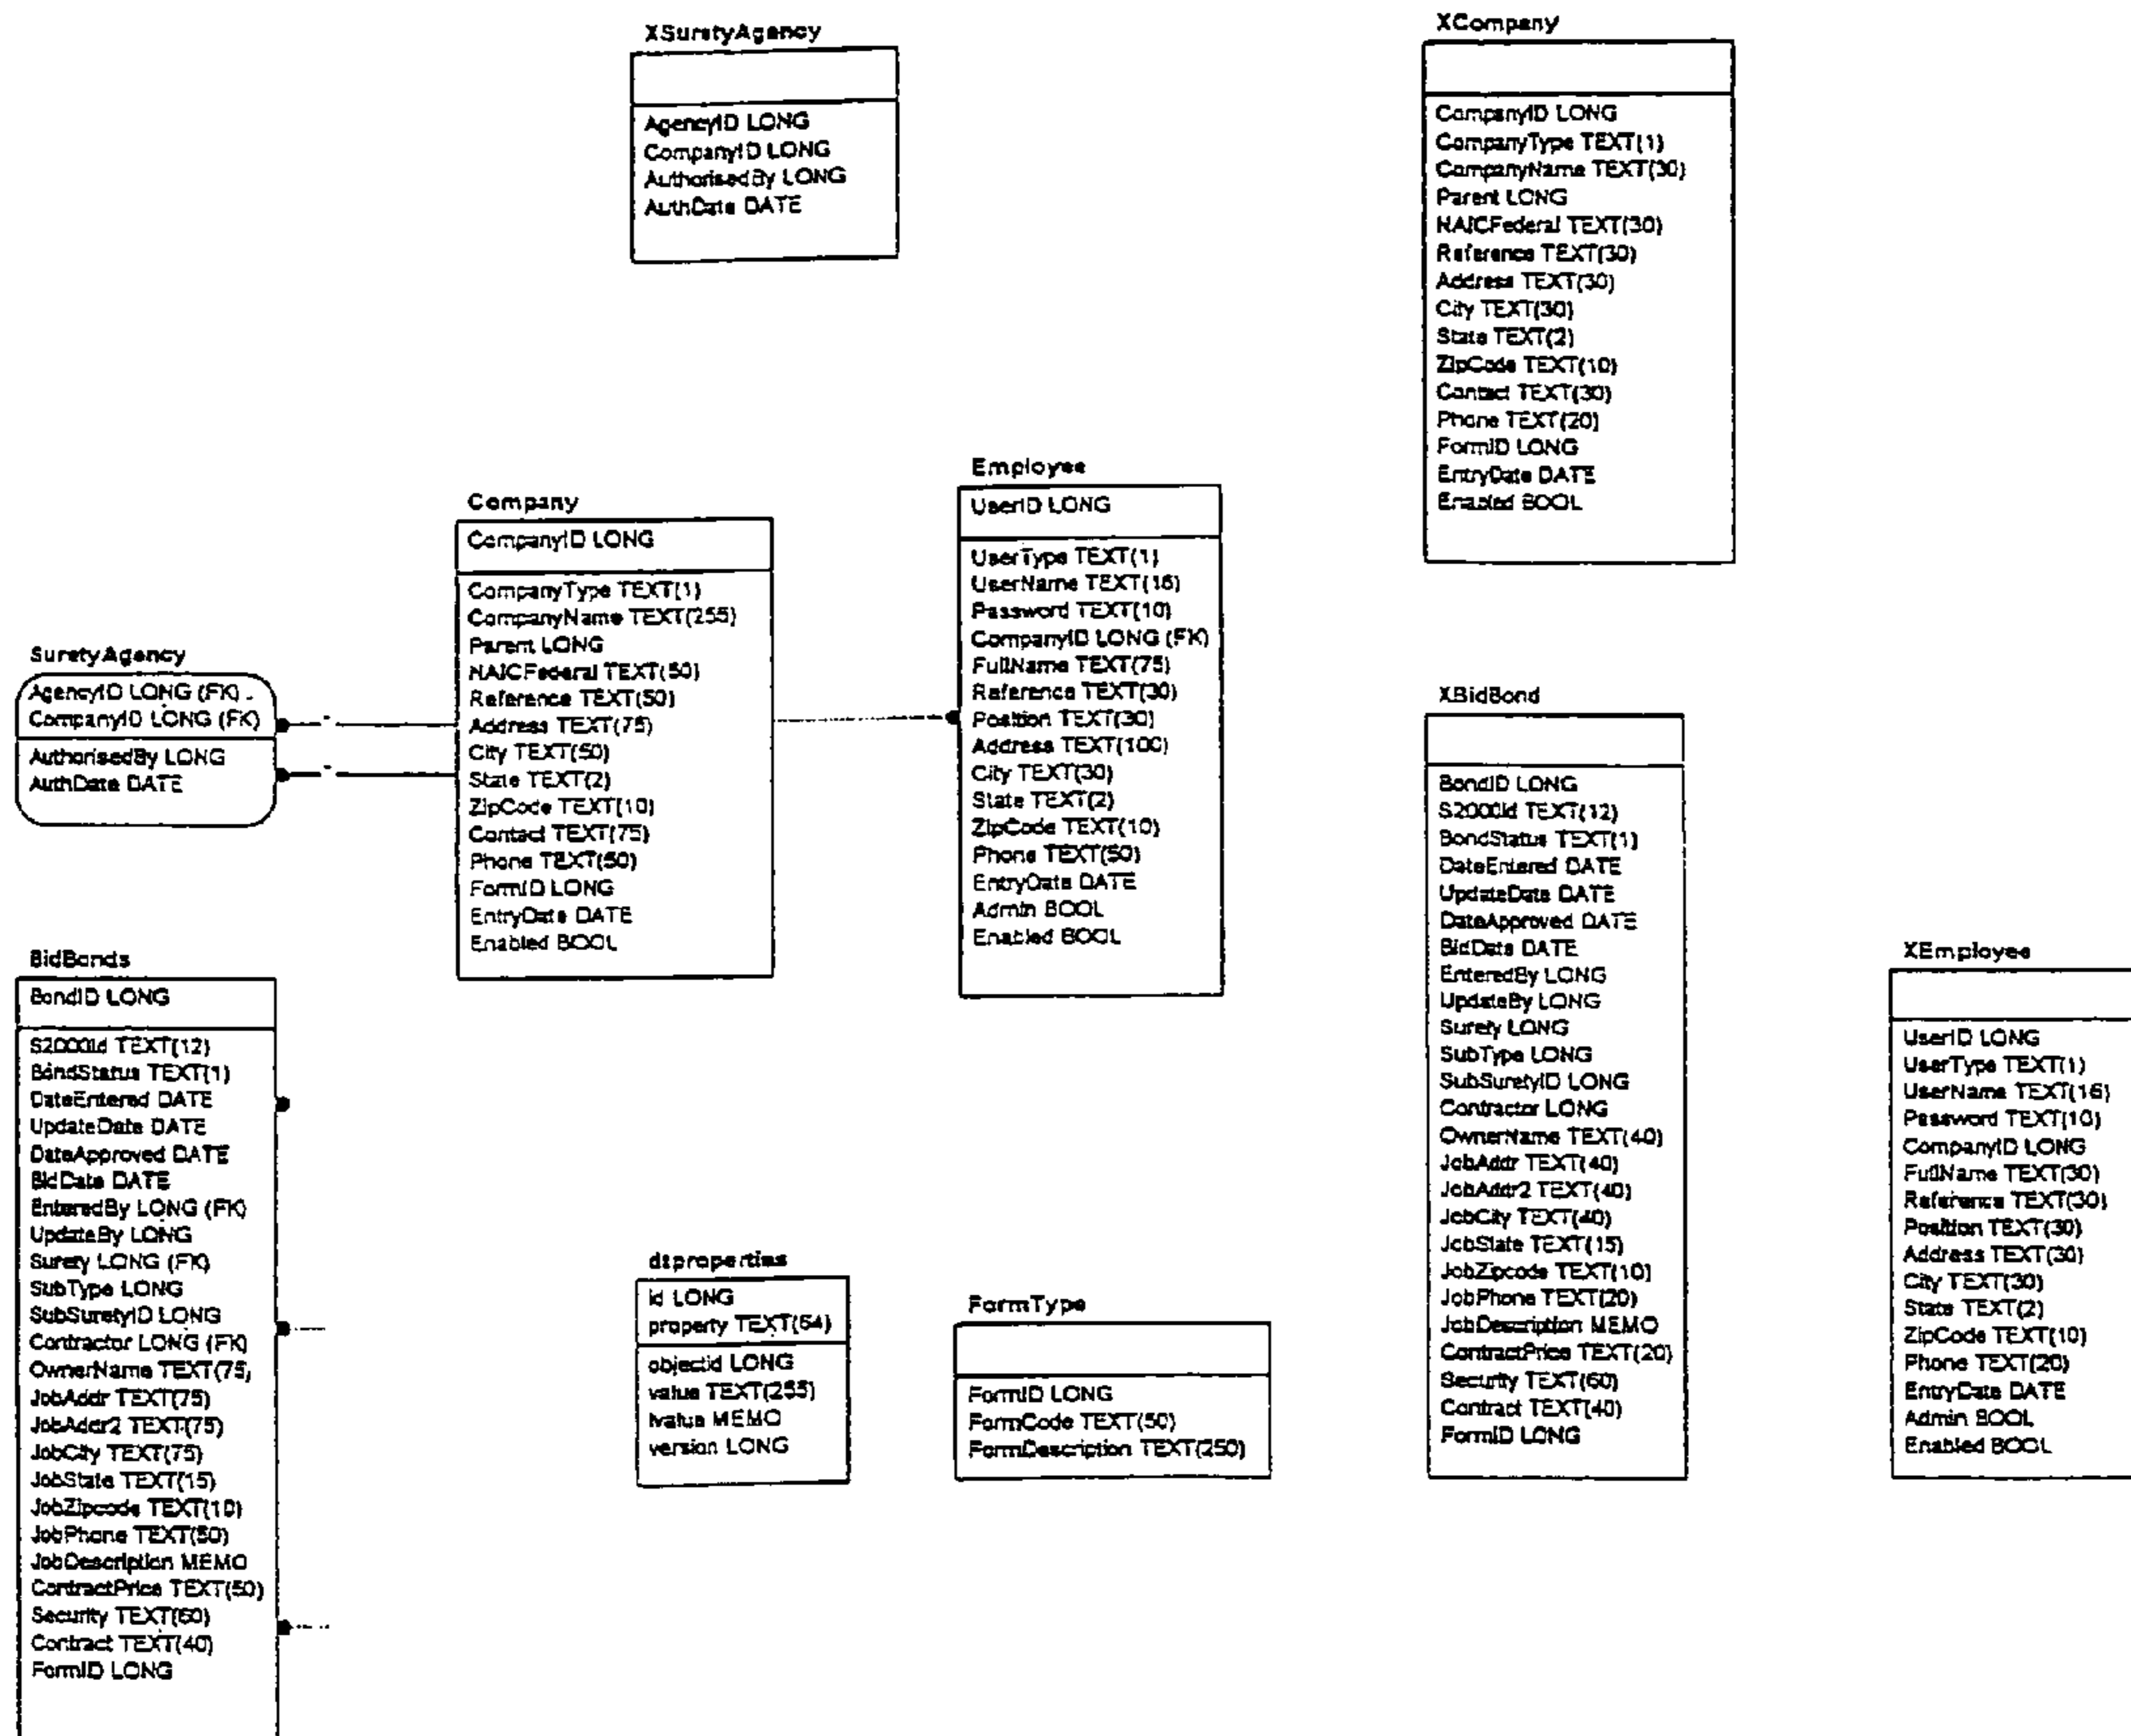 XSuretyAgency
AgencyID LONG
CompanyID LONG
AuthorisedBy LONG
AuthDate DATE
XCompany
CompanyID LONG
CompanyType TEXT(1)
CompanyName TEXT(30)
Parent LONG
NAICFederal TEXT(30)
Reference TEXT(30)
Address TEXT(30)
City TEXT(30)
State TEXT(2)
ZipCode TEXT(10)
Contact TEXT(30)
Phone TEXT(20)
FormID LONG
EntryDate DATE
Enabled BOOL
Company
CompanyID LONG
CompanyType TEXT(1)
CompanyName TEXT(255)
Parent LONG
NAICFederal TEXT(50)
Reference TEXT(50)
Address TEXT(75)
City TEXT(50)
State TEXT(2)
ZipCode TEXT(10)
Contact TEXT(75)
Phone TEXT(50)
FormID LONG
EntryDate DATE
Enabled BOOL
Employee
UserID LONG
UserType TEXT(1)
UserName TEXT(16)
Password TEXT(10)
CompanyID LONG (FK)
FullName TEXT(75)
Reference TEXT(30)
Position TEXT(30)
Address TEXT(100)
City TEXT(30)
State TEXT(2)
ZipCode TEXT(10)
Phone TEXT(50)
EntryDate DATE
Admin BOOL
Enabled BOOL
SuretyAgency
AgencyID LONG (FK)
CompanyID LONG (FK)
AuthorisedBy LONG
AuthDate DATE
BidBonds
BondID LONG
S2000Id TEXT(12)
BondStatus TEXT(1)
DateEntered DATE
UpdateDate DATE
DateApproved DATE
BidDate DATE
EnteredBy LONG (FK)
UpdateBy LONG
Surety LONG (FK)
SubType LONG
SubSuretyID LONG
Contractor LONG (FK)
OwnerName TEXT(75)
JobAddr TEXT(75)
JobAddr2 TEXT(75)
JobCity TEXT(75)
JobState TEXT(15)
JobZipcode TEXT(10)
JobPhone TEXT(50)
JobDescription MEMO
ContractPrice TEXT(50)
Security TEXT(60)
Contract TEXT(40)
FormID LONG
dtproperties
id LONG
property TEXT(64)
objectid LONG
value TEXT(255)
lvalue MEMO
version LONG
FormType
FormID LONG
FormCode TEXT(50)
FormDescription TEXT(250)
XBidBond
BondID LONG
S2000Id TEXT(12)
BondStatus TEXT(1)
DateEntered DATE
UpdateDate DATE
DateApproved DATE
BidDate DATE
EnteredBy LONG
UpdateBy LONG
Surety LONG
SubType LONG
SubSuretyID LONG
Contractor LONG
OwnerName TEXT(40)
JobAddr TEXT(40)
JobAddr2 TEXT(40)
JobCity TEXT(40)
JobState TEXT(15)
JobZipcode TEXT(10)
JobPhone TEXT(20)
JobDescription MEMO
ContractPrice TEXT(20)
Security TEXT(60)
Contract TEXT(40)
FormID LONG
XEmployee
UserID LONG
UserType TEXT(1)
UserName TEXT(16)
Password TEXT(10)
CompanyID LONG
FullName TEXT(30)
Reference TEXT(30)
Position TEXT(30)
Address TEXT(30)
City TEXT(30)
State TEXT(2)
ZipCode TEXT(10)
Phone TEXT(20)
EntryDate DATE
Admin BOOL
Enabled BOOL